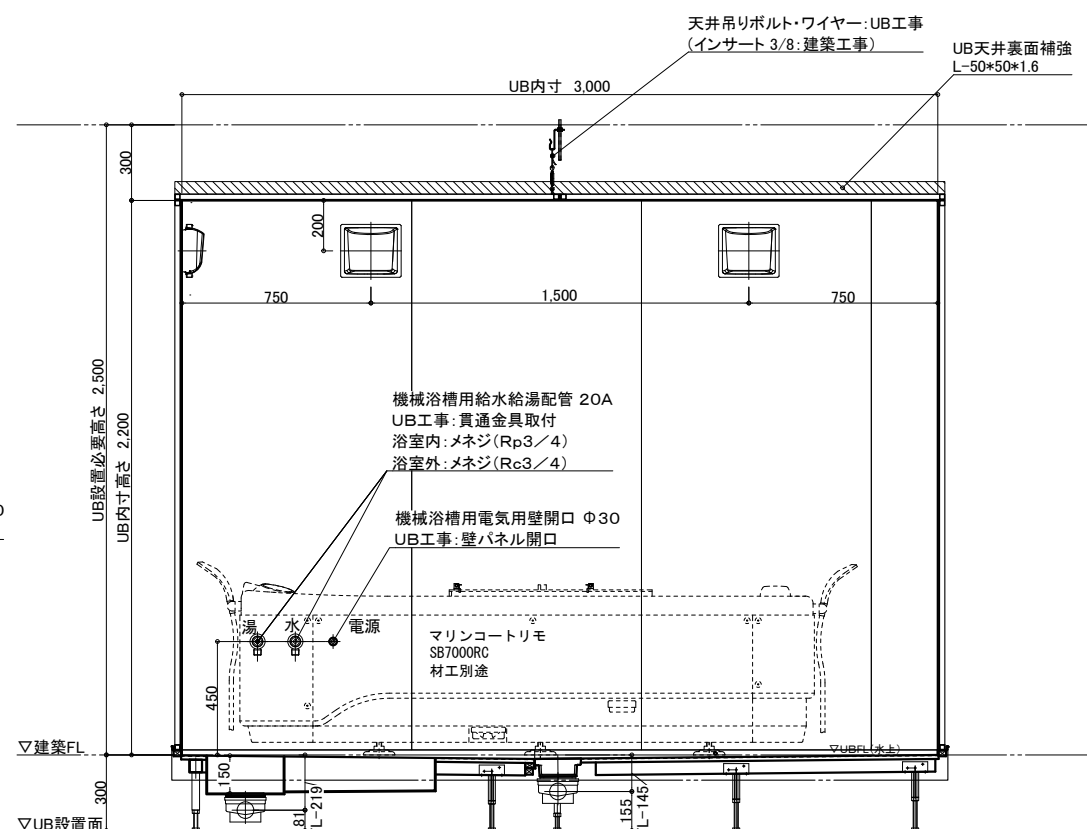 天井吊りボルト・ワイヤー：UB工事
（インサート 3/8：建築工事）
UB天井裏面補強
L-50*50*1.6
UB内寸 3,000
300
200
750
1,500
750
UB設置必要高さ 2,500
UB内寸高さ 2,200
機械浴槽用給水給湯配管 20A
UB工事：貫通金具取付
浴室内：メネジ（Rp3／4）
浴室外：メネジ（Rc3／4）
機械浴槽用電気用壁開口 Φ30
UB工事：壁パネル開口
湯
水
電源
マリンコートリモ
SB7000RC
材工別途
450
▽建築FL
▽UBFL（水上）
150
300
81
FL-219
155
FL-145
▽UB設置面